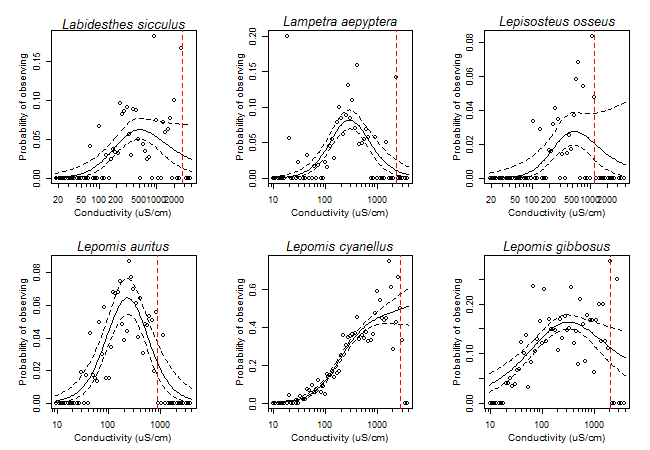 Labidesthes sicculus
Probability of observing
0.00 0.05 0.10 0.15
20 50 100 200 500 1000 2000
Conductivity (uS/cm)
Lampetra aepyptera
Probability of observing
0.00 0.05 0.10 0.15 0.20
10 100 1000
Conductivity (uS/cm)
Lepisosteus osseus
Probability of observing
0.00 0.02 0.04 0.06 0.08
20 50 100 200 500 1000 2000
Conductivity (uS/cm)
Lepomis auritus
Probability of observing
0.00 0.02 0.04 0.06 0.08
10 100 1000
Conductivity (uS/cm)
Lepomis cyanellus
Probability of observing
0.0 0.2 0.4 0.6
10 100 1000
Conductivity (uS/cm)
Lepomis gibbosus
Probability of observing
0.00 0.10 0.20
10 100 1000
Conductivity (uS/cm)